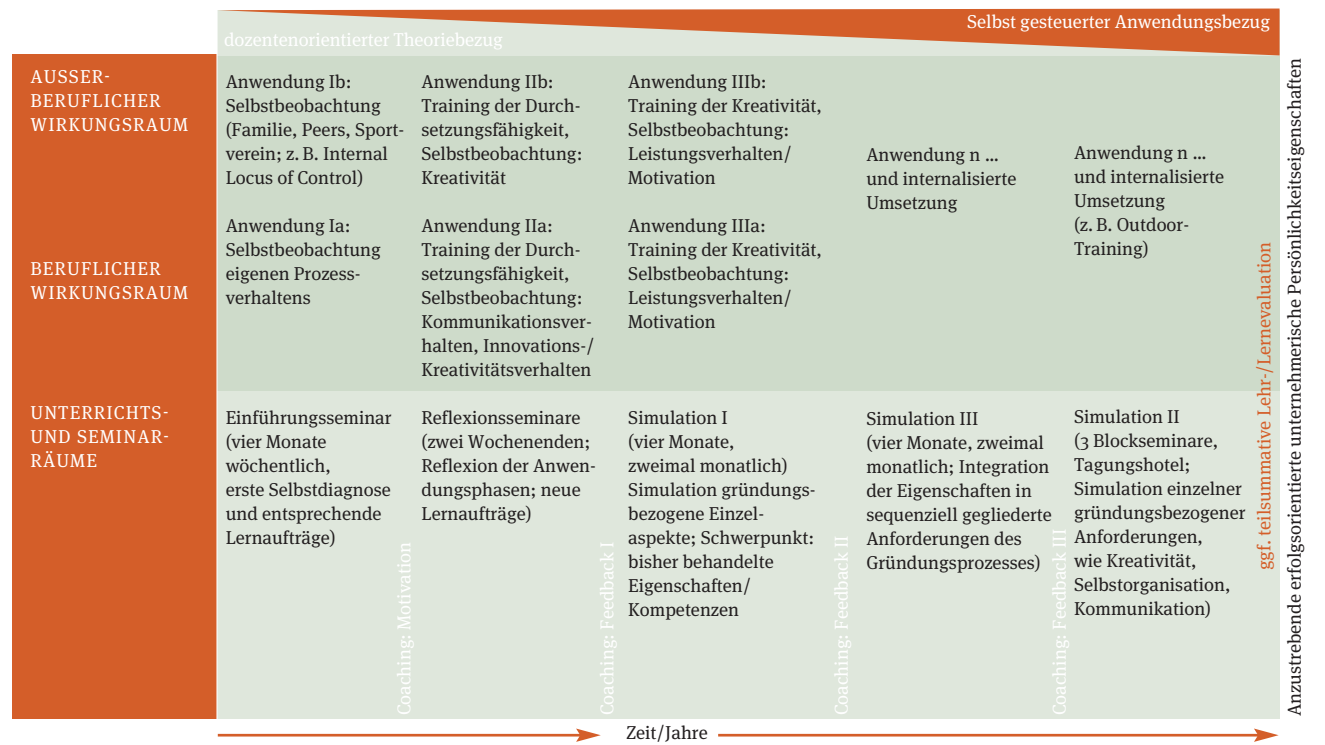 Selbst gesteuerter Anwendungsbezug
dozentenorientierter Theoriebezug
AUSSER-
BERUFLICHER
WIRKUNGSRAUM
Anwendung Ib:
Selbstbeobachtung
(Familie, Peers, Sport-
verein; z. B. Internal
Locus of Control)
Anwendung IIb:
Training der Durch-
setzungsfähigkeit,
Selbstbeobachtung:
Kreativität
Anwendung IIIb:
Training der Kreativität,
Selbstbeobachtung:
Leistungsverhalten/
Motivation
Anwendung n ...
und internalisierte
Umsetzung
Anwendung n ...
und internalisierte
Umsetzung
(z. B. Outdoor-
Training)
BERUFLICHER
WIRKUNGSRAUM
Anwendung Ia:
Selbstbeobachtung
eigenen Prozess-
verhaltens
Anwendung IIa:
Training der Durch-
setzungsfähigkeit,
Selbstbeobachtung:
Kommunikationsver-
halten, Innovations-/
Kreativitätsverhalten
Anwendung IIIa:
Training der Kreativität,
Selbstbeobachtung:
Leistungsverhalten/
Motivation
UNTERRICHTS-
UND SEMINAR-
RÄUME
Einführungsseminar
(vier Monate
wöchentlich,
erste Selbstdiagnose
und entsprechende
Lernaufträge)
Coaching: Motivation
Reflexionsseminare
(zwei Wochenenden;
Reflexion der Anwen-
dungsphasen; neue
Lernaufträge)
Coaching: Feedback I
Simulation I
(vier Monate,
zweimal monatlich)
Simulation gründungs-
bezogene Einzel-
aspekte; Schwerpunkt:
bisher behandelte
Eigenschaften/
Kompetenzen
Coaching: Feedback II
Simulation III
(vier Monate, zweimal
monatlich; Integration
der Eigenschaften in
sequenziell gegliederte
Anforderungen des
Gründungsprozesses)
Coaching: Feedback III
Simulation II
(3 Blockseminare,
Tagungshotel;
Simulation einzelner
gründungsbezogener
Anforderungen,
wie Kreativität,
Selbstorganisation,
Kommunikation)
ggf. teilsummative Lehr-/Lernevaluation
Anzustrebende erfolgsorientierte unternehmerische Persönlichkeitseigenschaften
Zeit/Jahre